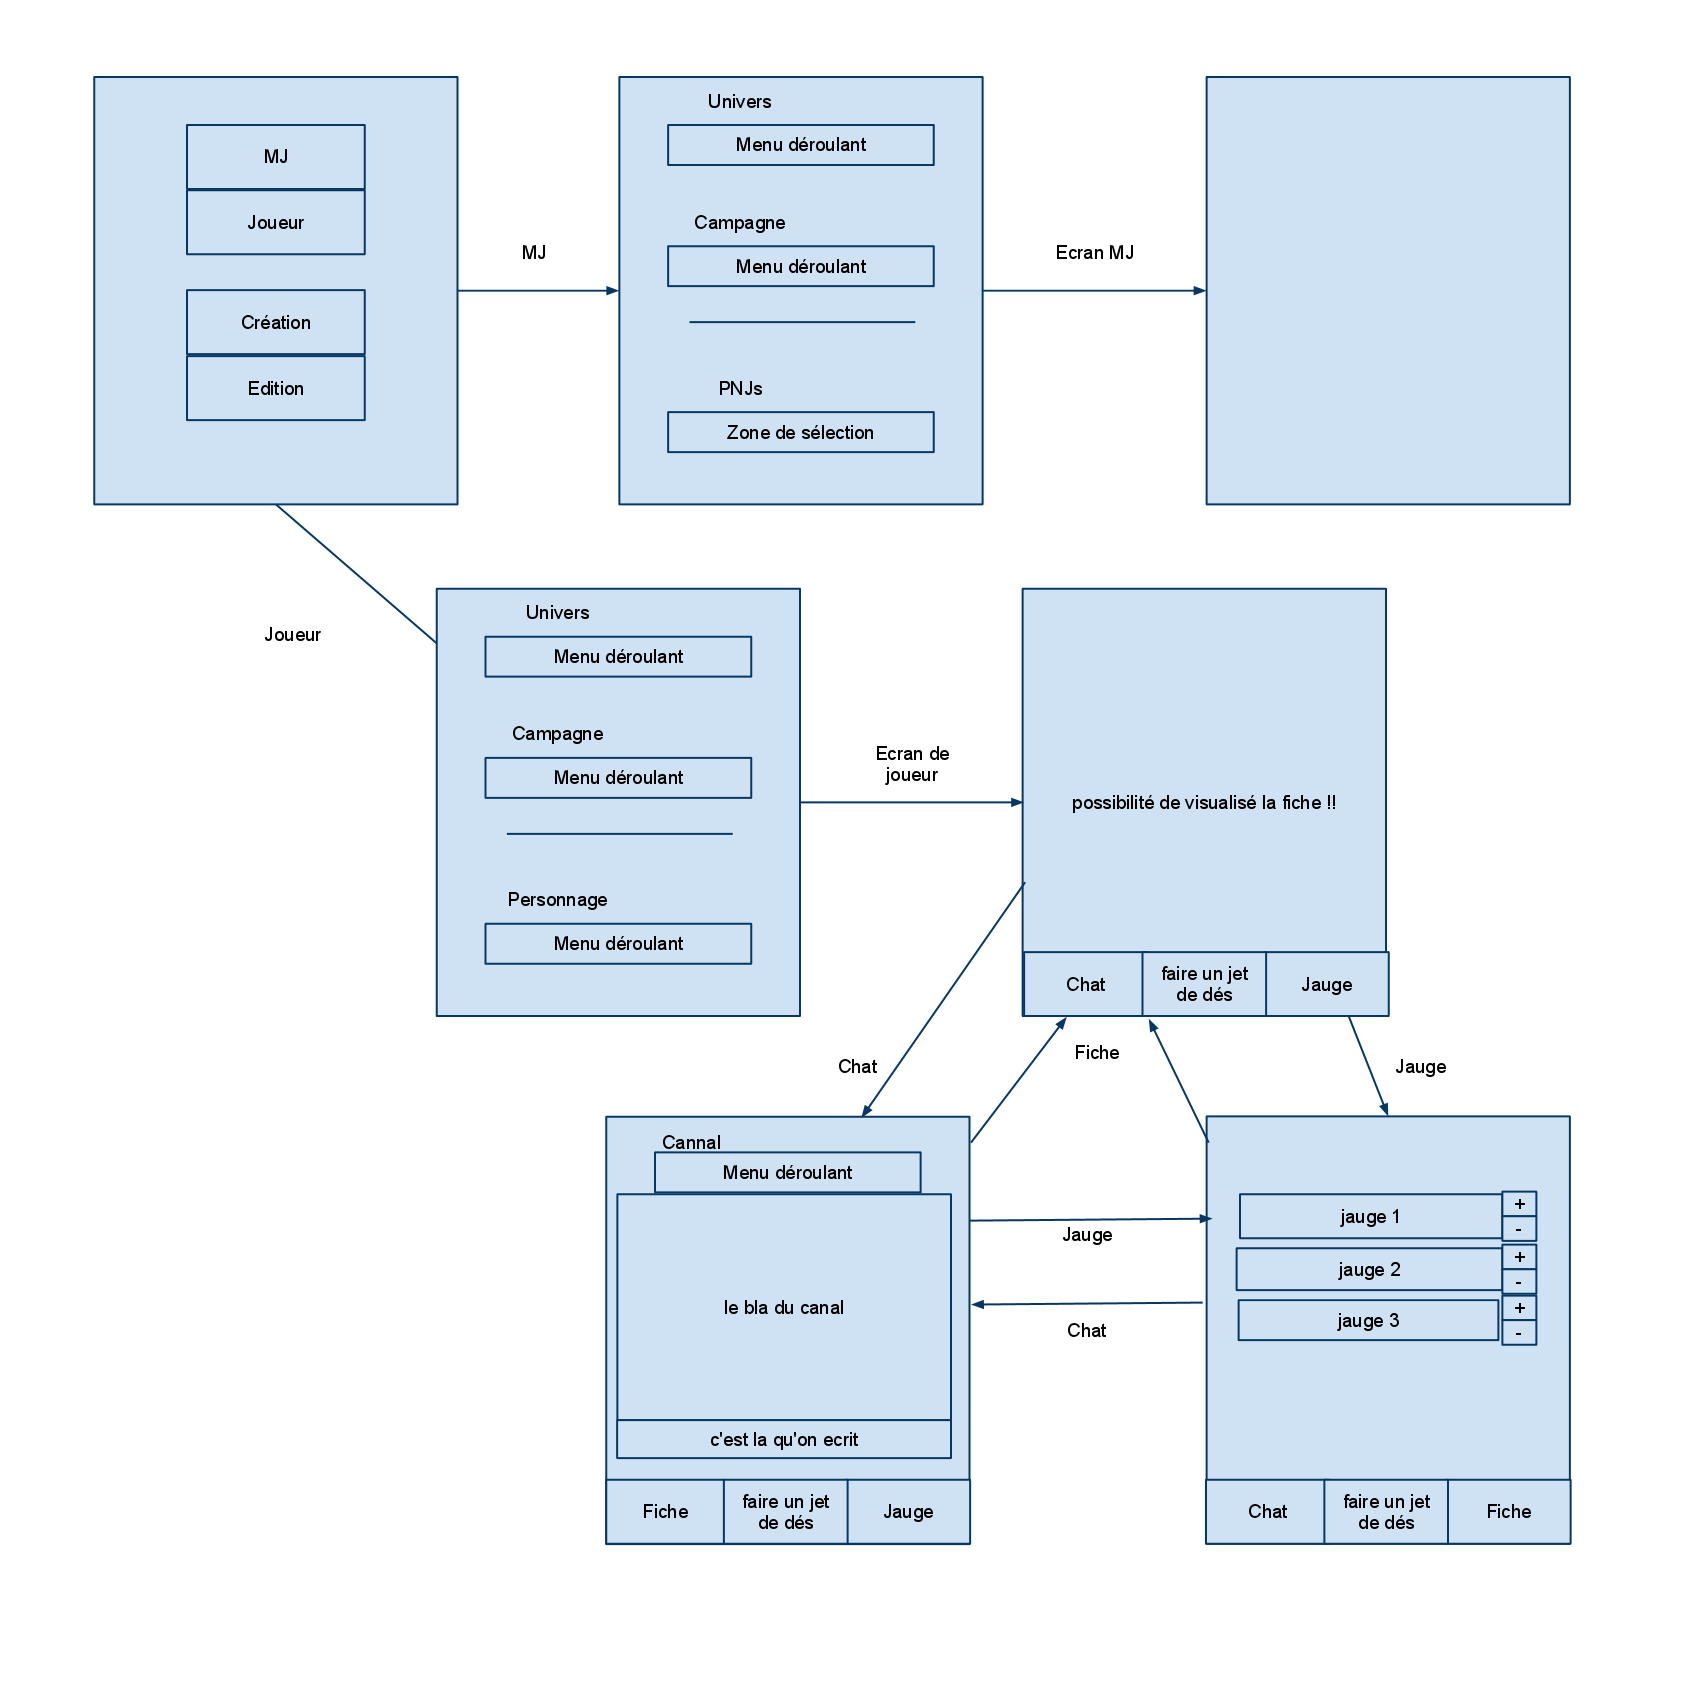 MJ
Joueur
Création
Edition
MJ
Univers
Menu déroulant
Campagne
Menu déroulant
PNJs
Zone de sélection
Ecran MJ
Joueur
Univers
Menu déroulant
Campagne
Menu déroulant
Personnage
Menu déroulant
Ecran de
joueur
possibilité de visualisé la fiche !!
Chat
faire un jet
de dés
Jauge
Chat
Fiche
Jauge
Cannal
Menu déroulant
le bla du canal
c'est la qu'on ecrit
Fiche
faire un jet
de dés
Jauge
Jauge
Chat
jauge 1
+
-
jauge 2
+
-
jauge 3
+
-
Chat
faire un jet
de dés
Fiche